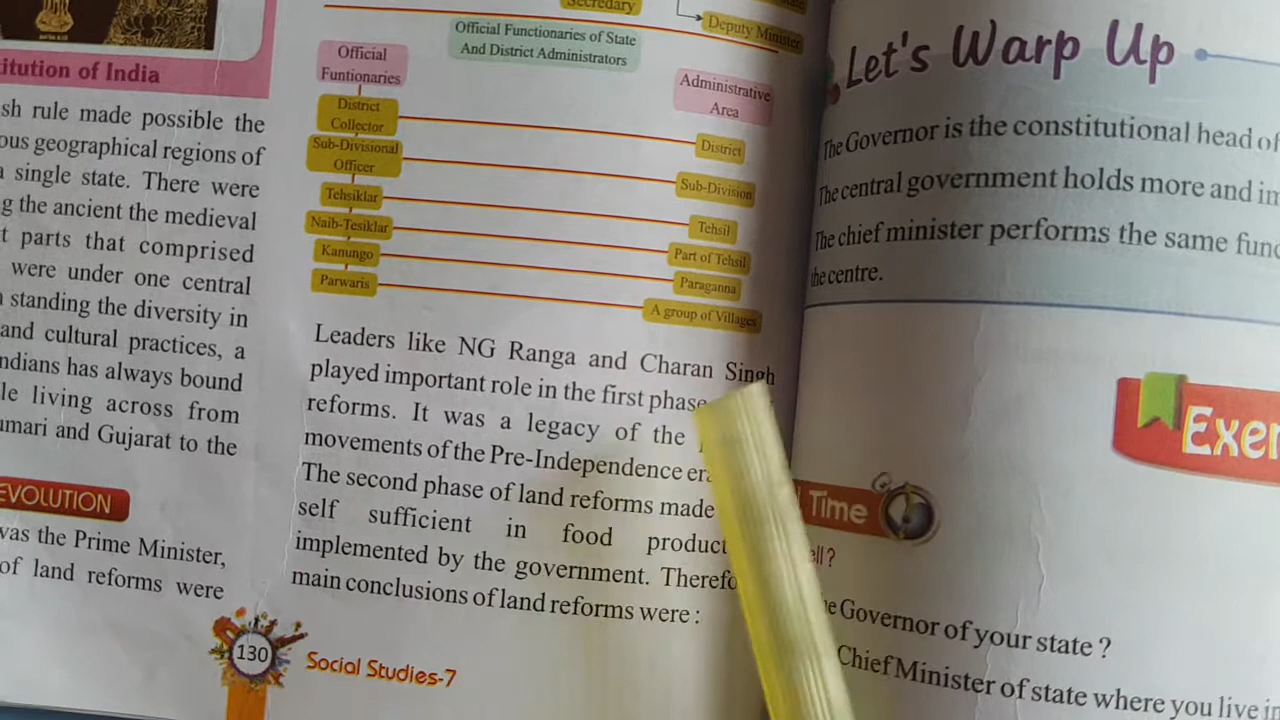 itution of India
sh rule made possible the
ous geographical regions of
a single state. There were
g the ancient the medieval
t parts that comprised
were under one central
standing the diversity in
and cultural practices, a
ndians has always bound
le living across from
umari and Gujarat to the
EVOLUTION
was the Prime Minister,
of land reforms were
Secredary
Deputy Minister
Official Functionaries of State
And District Administrators
Official
Funtionaries
Administrative
Area
District
Collector
District
Sub-Divisional
Officer
Sub-Division
Tehsiklar
Tehsil
Naib-Tesiklar
Part of Tehsil
Kanungo
Paraganna
Parwaris
A group of Villages
Leaders like NG Ranga and Charan Singh
played important role in the first phase
reforms. It was a legacy of the
movements of the Pre-Independence era
The second phase of land reforms made
self sufficient in food product
implemented by the government. Therefo
main conclusions of land reforms were :
130
Social Studies-7
Let's Warp Up
The Governor is the constitutional head of
The central government holds more and im
The chief minister performs the same func
the centre.
Exer
Time
ell?
e Governor of your state ?
Chief Minister of state where you live in